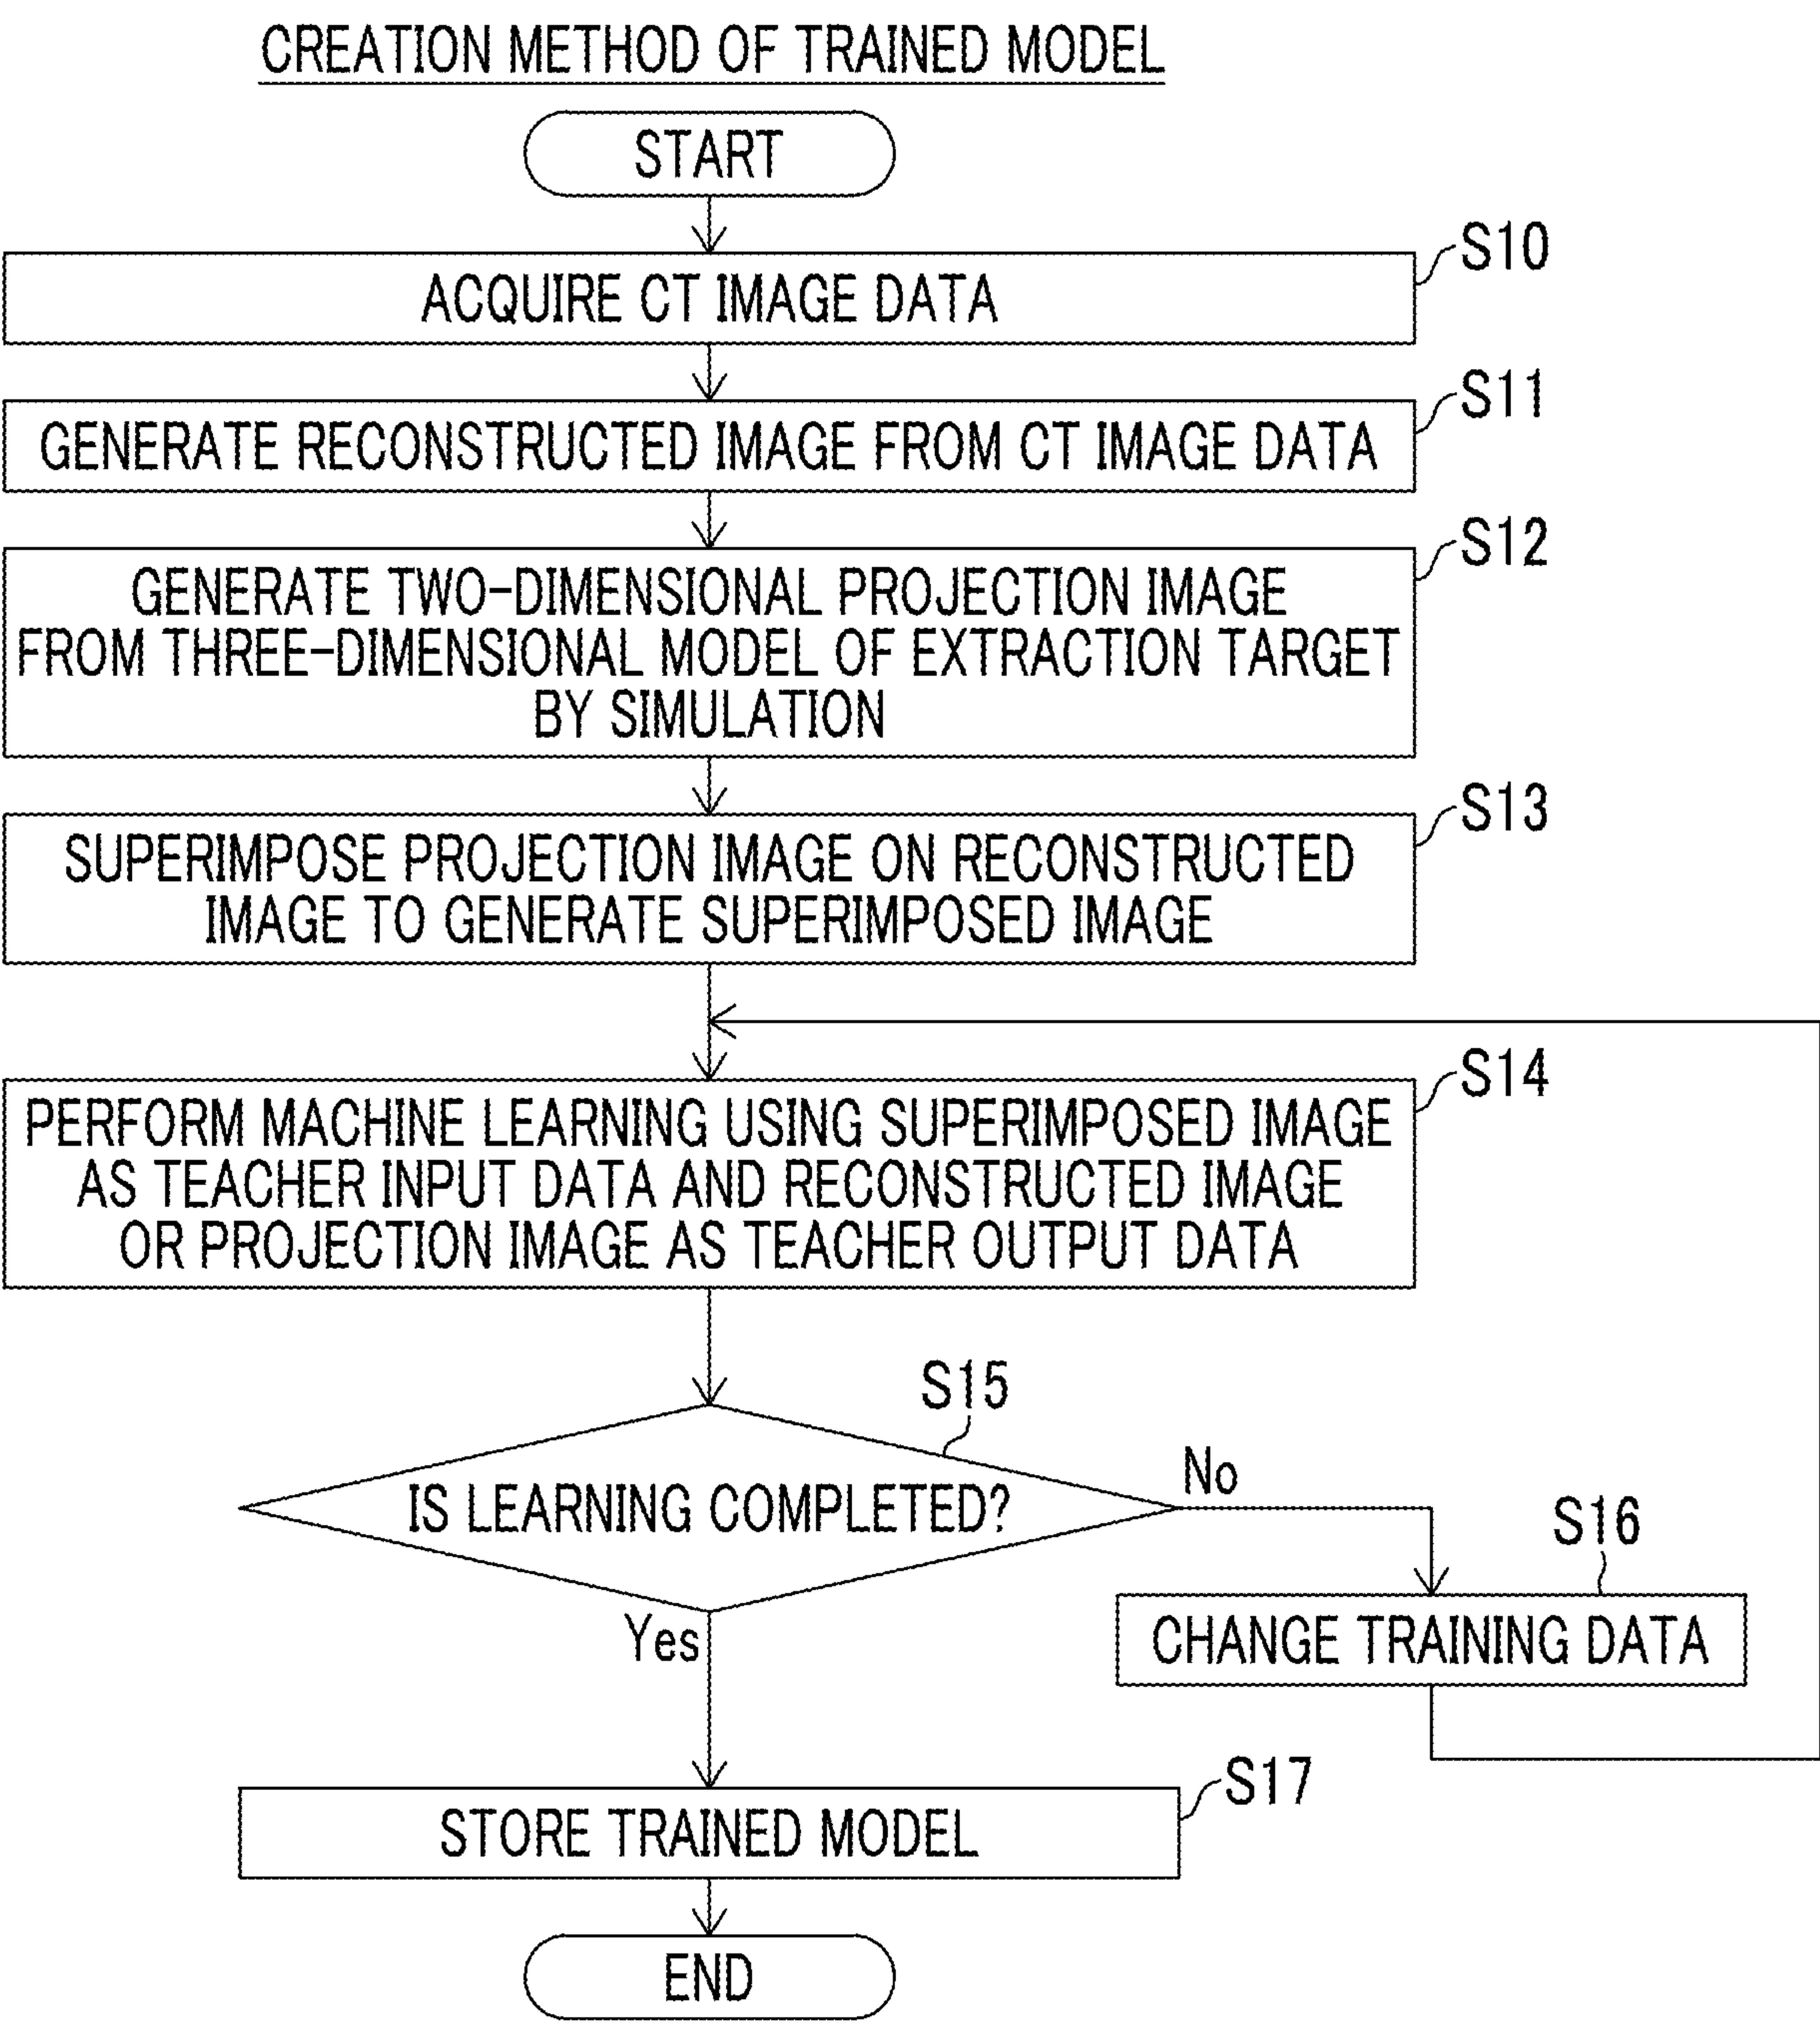 CREATION METHOD OF TRAINED MODEL
START
S10
ACQUIRE CT IMAGE DATA
S11
GENERATE RECONSTRUCTED IMAGE FROM CT IMAGE DATA
S12
GENERATE TWO-DIMENSIONAL PROJECTION IMAGE
FROM THREE-DIMENSIONAL MODEL OF EXTRACTION TARGET
BY SIMULATION
S13
SUPERIMPOSE PROJECTION IMAGE ON RECONSTRUCTED
IMAGE TO GENERATE SUPERIMPOSED IMAGE
S14
PERFORM MACHINE LEARNING USING SUPERIMPOSED IMAGE
AS TEACHER INPUT DATA AND RECONSTRUCTED IMAGE
OR PROJECTION IMAGE AS TEACHER OUTPUT DATA
S15
IS LEARNING COMPLETED?
No
S16
CHANGE TRAINING DATA
Yes
S17
STORE TRAINED MODEL
END